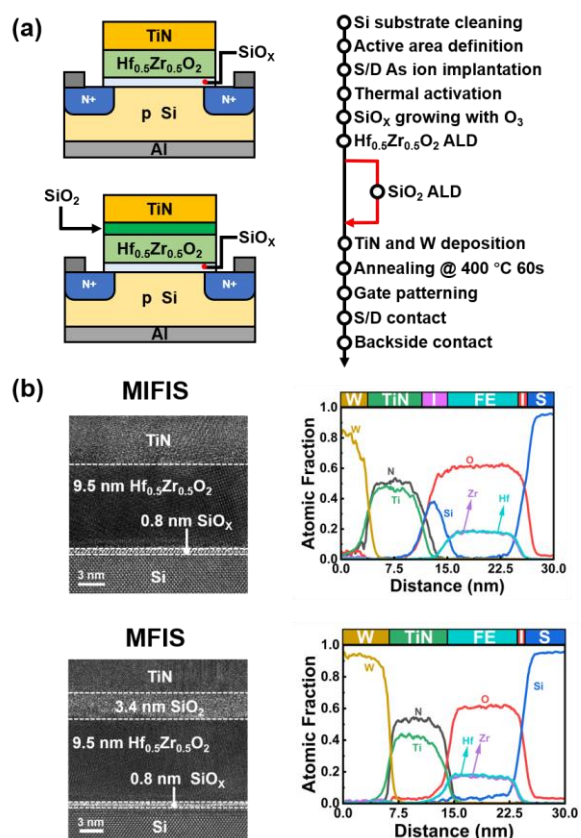 (a)
TiN
Hf0.5Zr0.5O2
SiOX
N+
N+
p Si
Al
SiO2
TiN
Hf0.5Zr0.5O2
SiOX
N+
N+
p Si
Al
Si substrate cleaning
Active area definition
S/D As ion implantation
Thermal activation
SiOX growing with O3
Hf0.5Zr0.5O2 ALD
SiO2 ALD
TiN and W deposition
Annealing @ 400 °C 60s
Gate patterning
S/D contact
Backside contact
(b)
MIFIS
TiN
9.5 nm Hf0.5Zr0.5O2
0.8 nm SiOX
3 nm
Si
W TiN I FE I S
1.0
0.8
0.6
0.4
0.2
0.0
Atomic Fraction
W
N
Ti
Si
O
Zr
Hf
0.0 7.5 15.0 22.5 30.0
Distance (nm)
MFIS
TiN
3.4 nm SiO2
9.5 nm Hf0.5Zr0.5O2
0.8 nm SiOX
3 nm
Si
W TiN FE I S
1.0
0.8
0.6
0.4
0.2
0.0
Atomic Fraction
W
N
Ti
O
Hf
Zr
Si
0.0 7.5 15.0 22.5 30.0
Distance (nm)